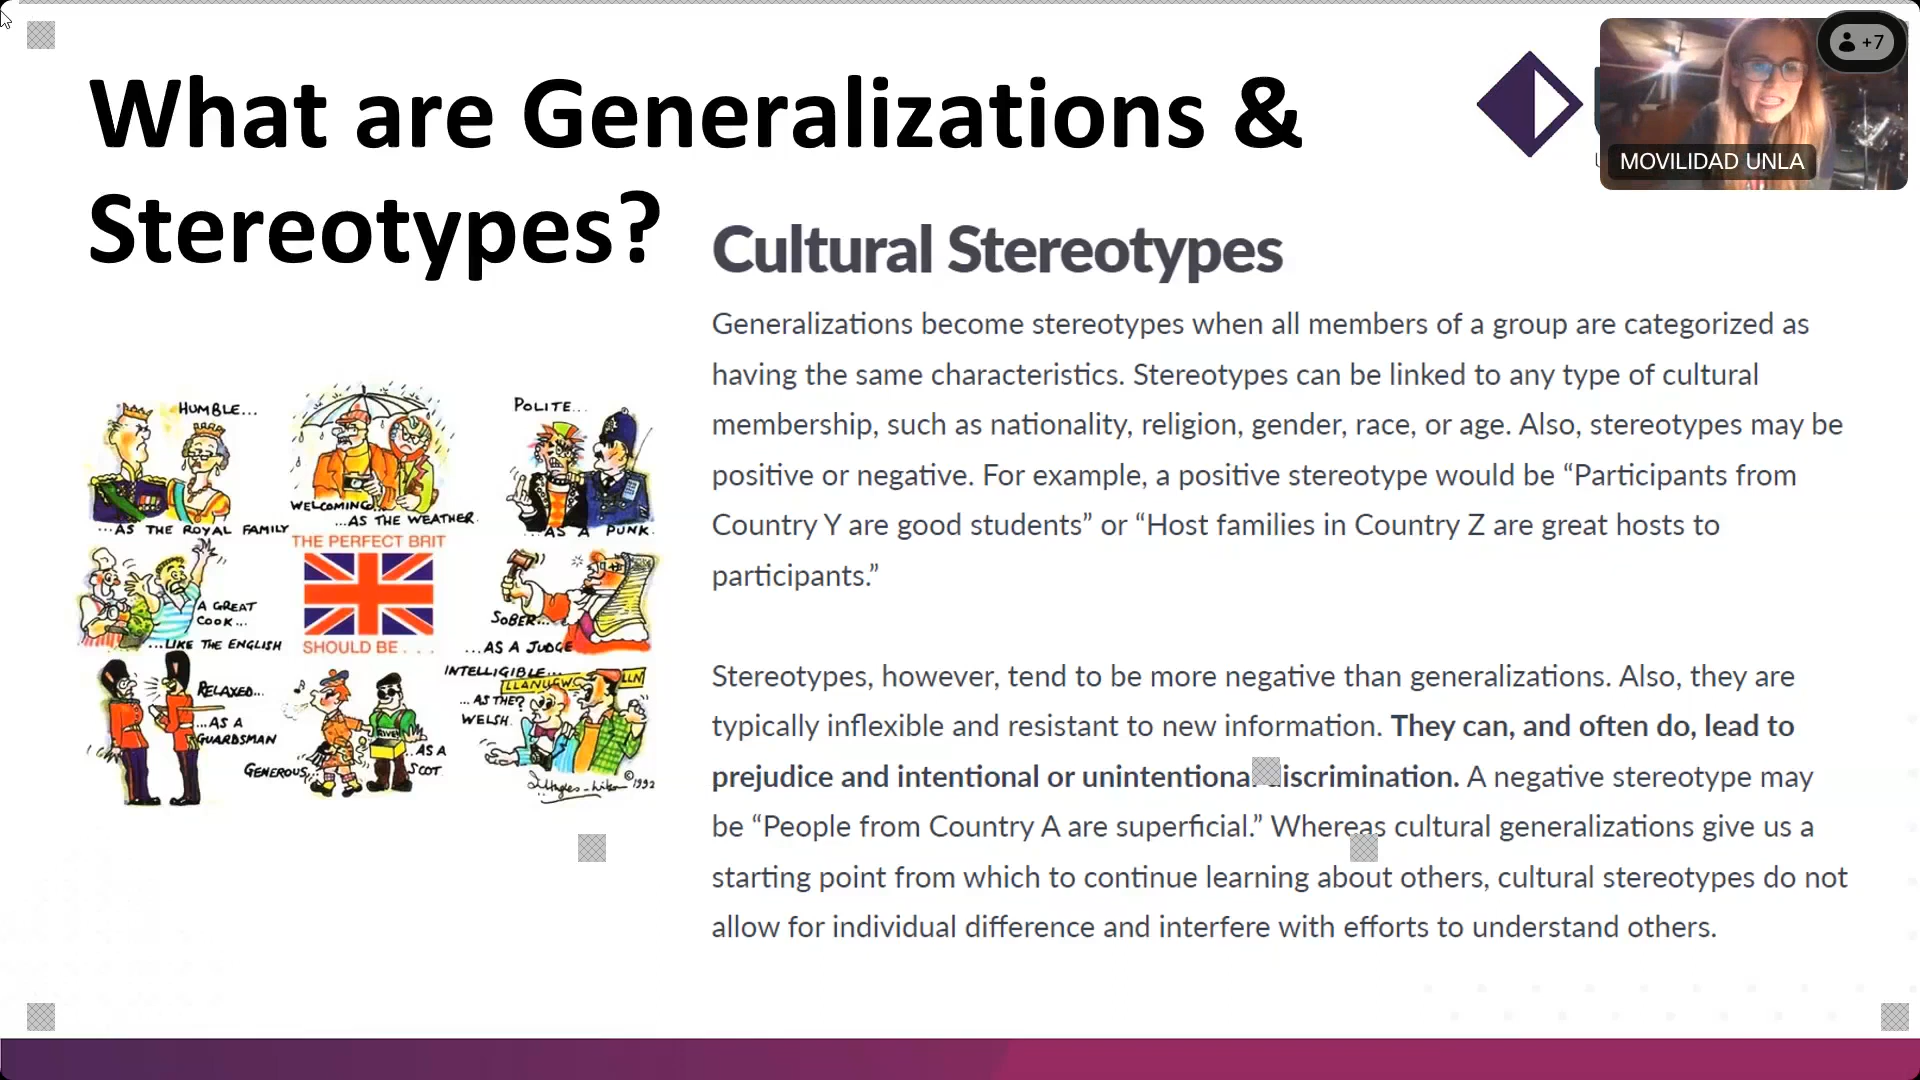 What are Generalizations &
Stereotypes?
+7
MOVILIDAD UNLA
Cultural Stereotypes
Generalizations become stereotypes when all members of a group are categorized as
having the same characteristics. Stereotypes can be linked to any type of cultural
membership, such as nationality, religion, gender, race, or age. Also, stereotypes may be
positive or negative. For example, a positive stereotype would be “Participants from
Country Y are good students” or “Host families in Country Z are great hosts to
participants.”
Stereotypes, however, tend to be more negative than generalizations. Also, they are
typically inflexible and resistant to new information. They can, and often do, lead to
prejudice and intentional or unintentional discrimination. A negative stereotype may
be “People from Country A are superficial.” Whereas cultural generalizations give us a
starting point from which to continue learning about others, cultural stereotypes do not
allow for individual difference and interfere with efforts to understand others.
HUMBLE...
...AS THE ROYAL FAMILY
WELCOMING...
...AS THE WEATHER.
POLITE...
...AS A PUNK.
THE PERFECT BRIT
SHOULD BE . . .
A GREAT
COOK...
...LIKE THE ENGLISH
SOBER...
...AS A JUDGE
RELAXED...
...AS A
GUARDSMAN
GENEROUS...
...AS A
SCOT.
INTELLIGIBLE...
...AS THE?
WELSH.
©1992